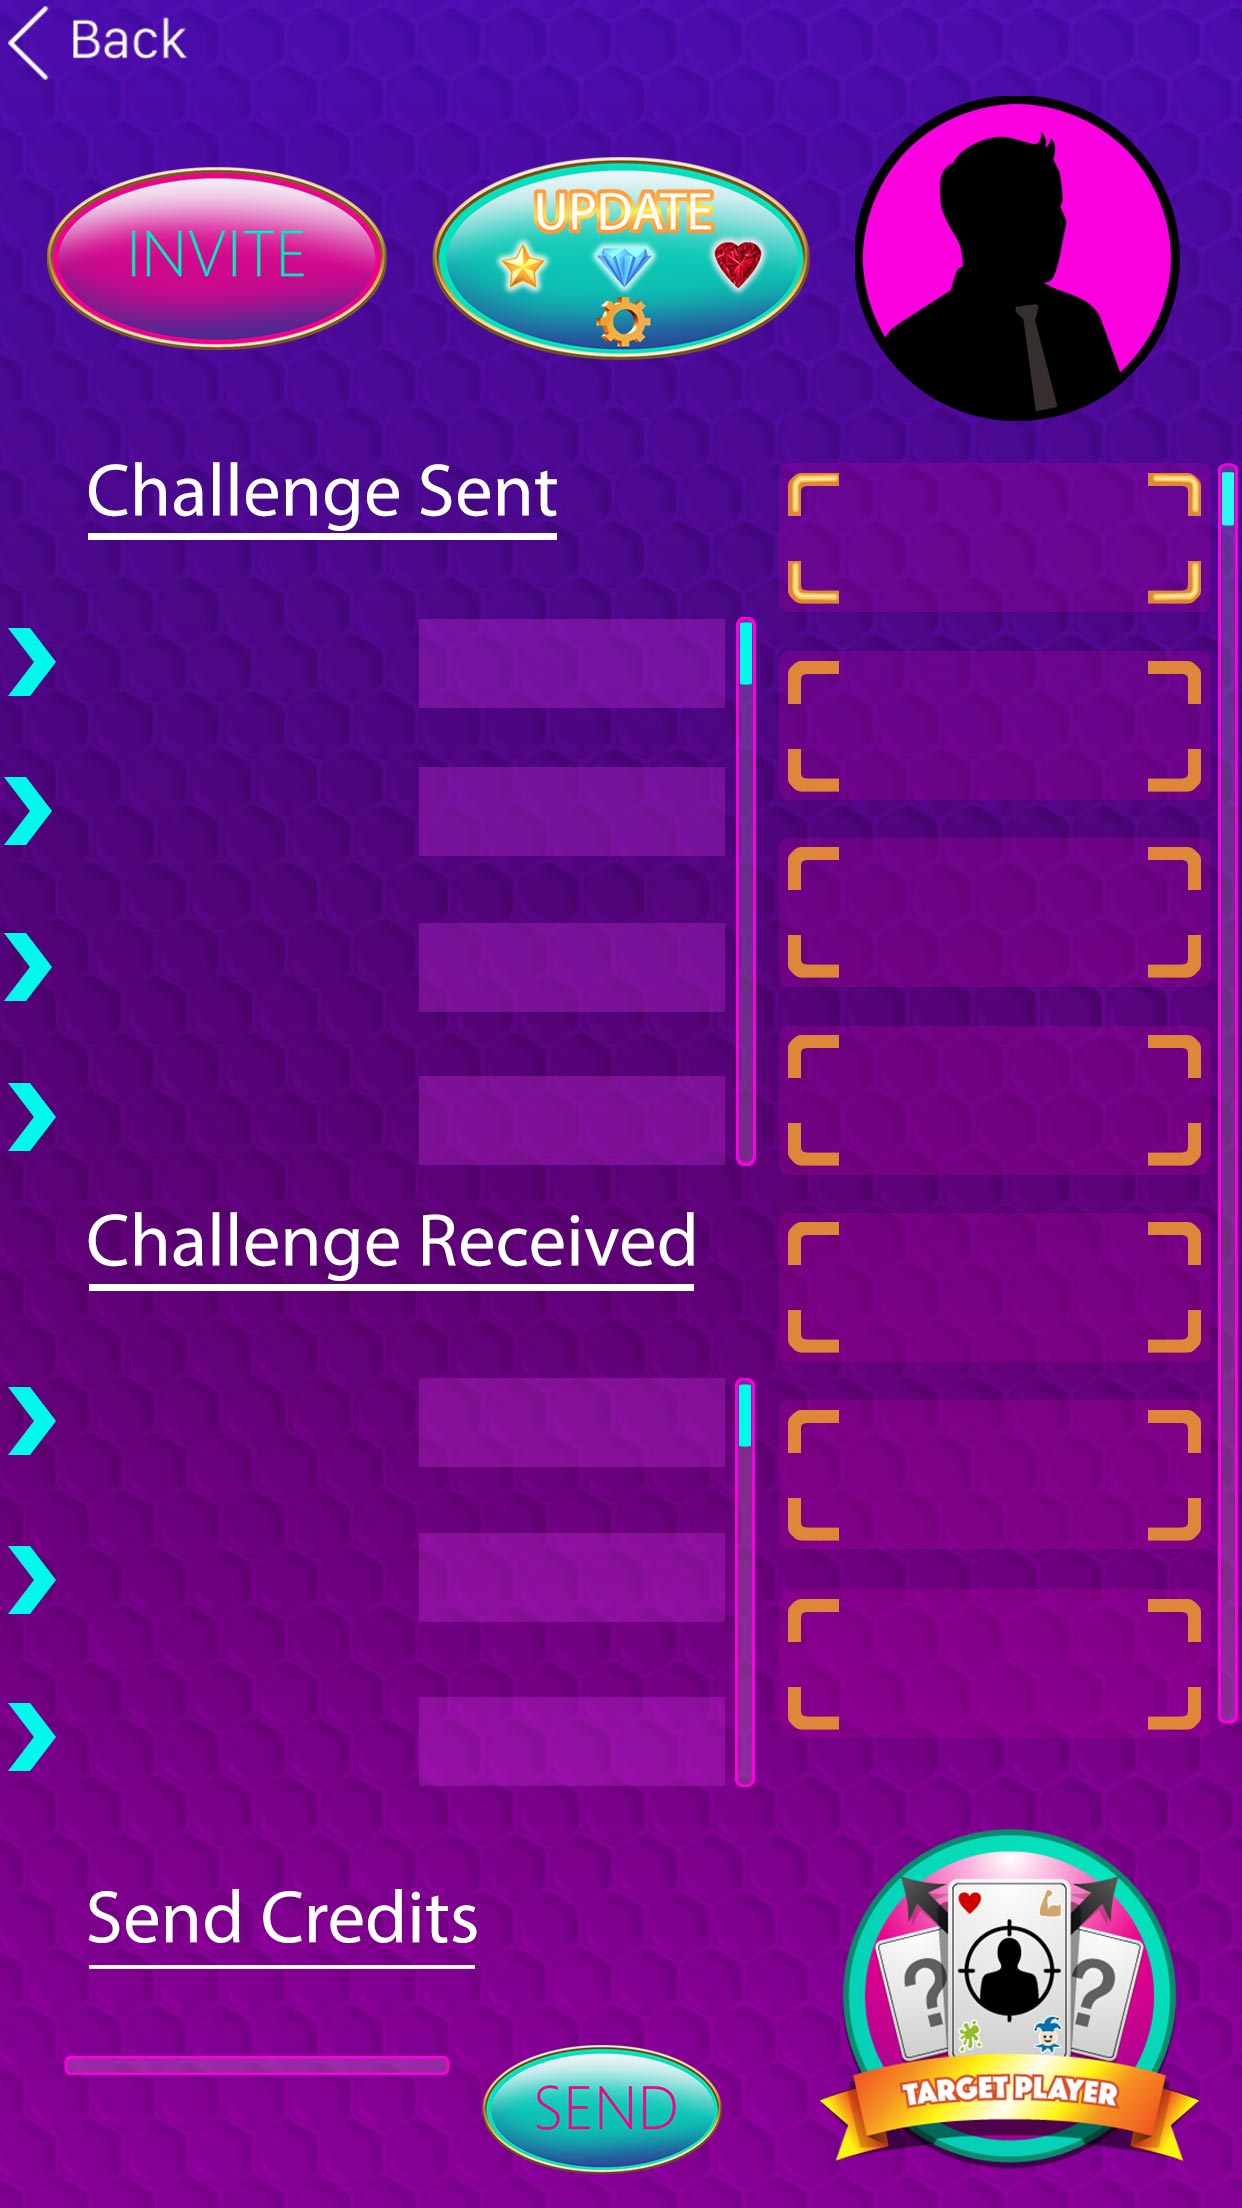 Back
INVITE
UPDATE
Challenge Sent
Challenge Received
Send Credits
SEND
? ?
TARGET PLAYER